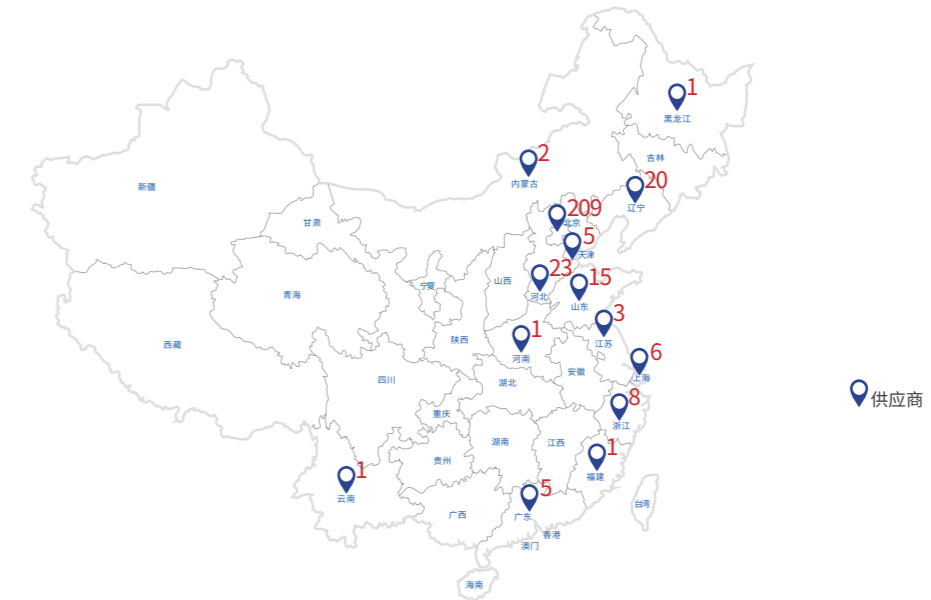 1
黑龙江
2
内蒙古
吉林
20
辽宁
新疆
209
北京
甘肃
5
天津
23
河北
山西
宁夏
青海
15
山东
3
江苏
1
河南
陕西
西藏
6
上海
安徽
四川
湖北
8
浙江
供应商
重庆
湖南
江西
1
福建
贵州
1
云南
5
广东
广西
台湾
香港
澳门
海南